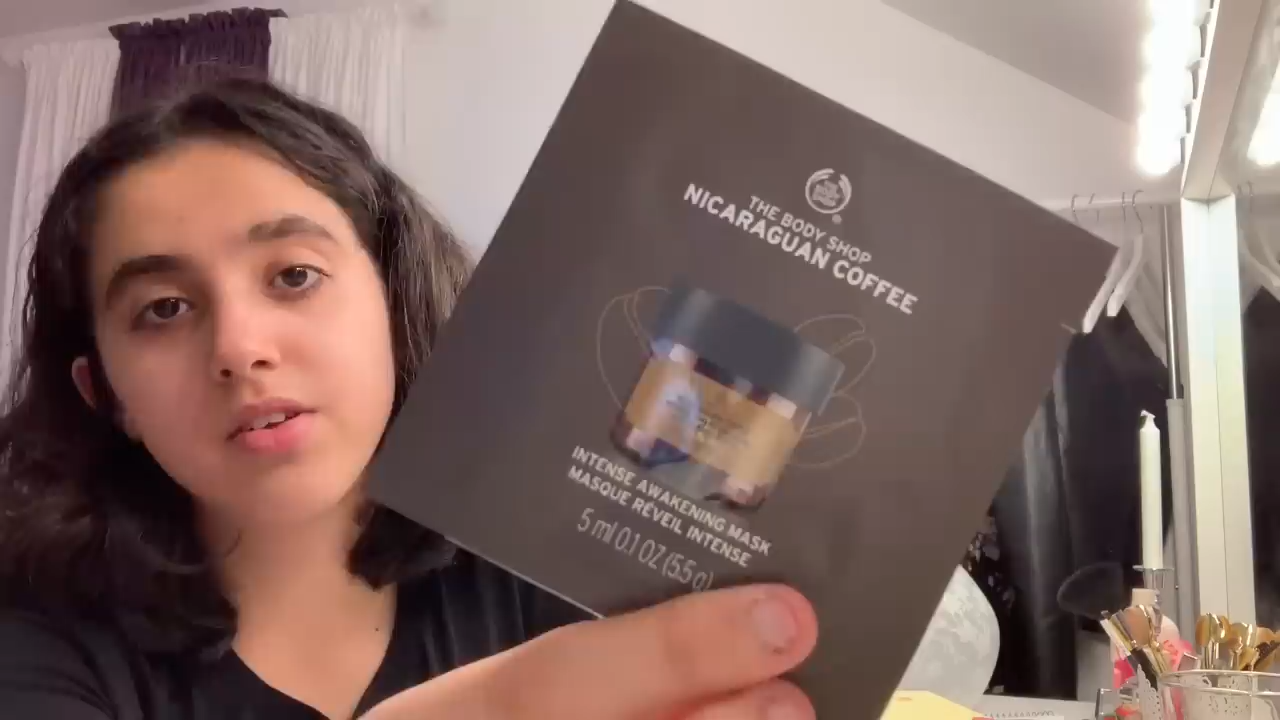 THE BODY SHOP
NICARAGUAN COFFEE
INTENSE AWAKENING MASK
MASQUE RÉVEIL INTENSE
5 ml 0.1 OZ (5.5 g)